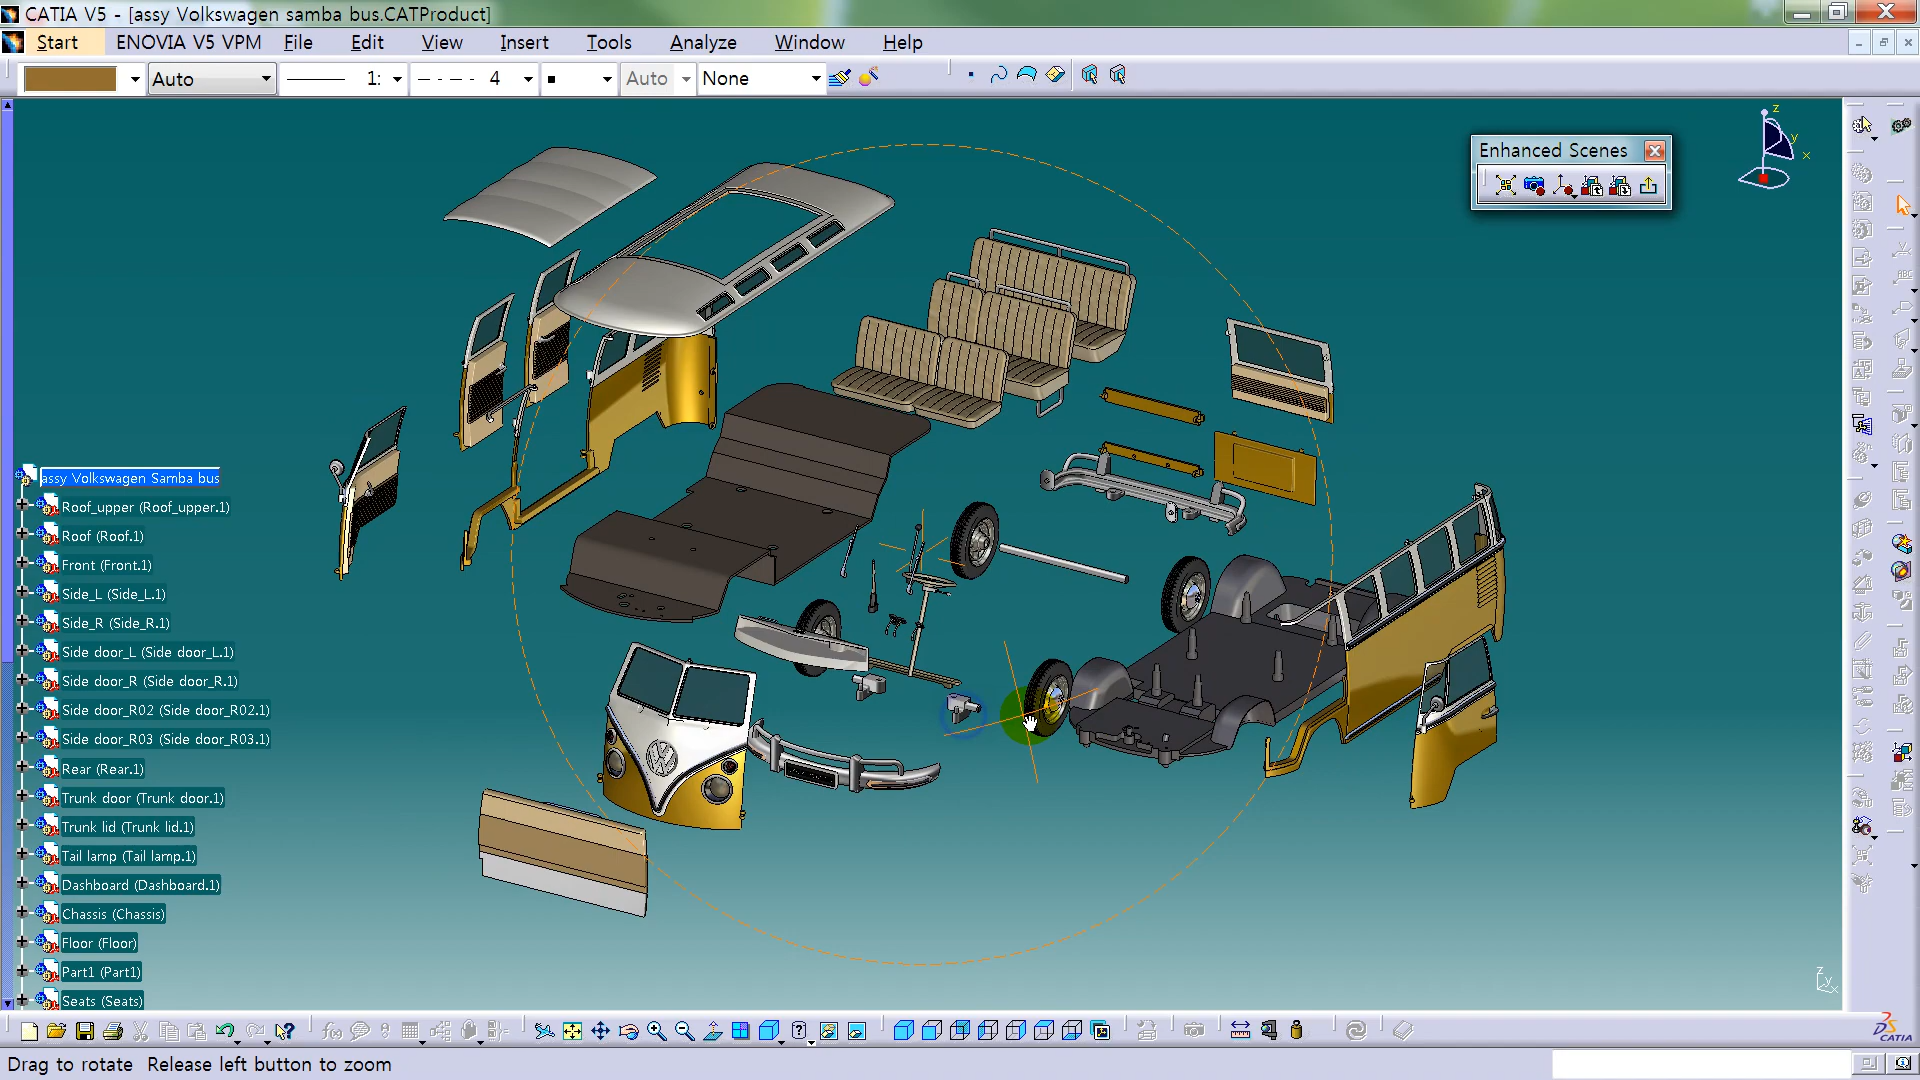 CATIA V5 - [assy Volkswagen samba bus.CATProduct]
Start ENOVIA V5 VPM File Edit View Insert Tools Analyze Window Help
Auto 1: 4 Auto None
Enhanced Scenes
z
y
x
assy Volkswagen Samba bus
Roof_upper (Roof_upper.1)
Roof (Roof.1)
Front (Front.1)
Side_L (Side_L.1)
Side_R (Side_R.1)
Side door_L (Side door_L.1)
Side door_R (Side door_R.1)
Side door_R02 (Side door_R02.1)
Side door_R03 (Side door_R03.1)
Rear (Rear.1)
Trunk door (Trunk door.1)
Trunk lid (Trunk lid.1)
Tail lamp (Tail lamp.1)
Dashboard (Dashboard.1)
Chassis (Chassis)
Floor (Floor)
Part1 (Part1)
Seats (Seats)
z
y
CATIA
Drag to rotate Release left button to zoom